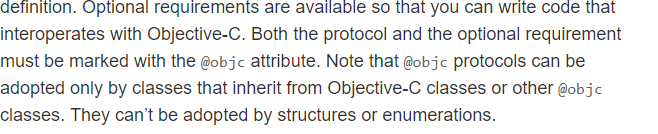 definition. Optional requirements are available so that you can write code that
interoperates with Objective-C. Both the protocol and the optional requirement
must be marked with the @objc attribute. Note that @objc protocols can be
adopted only by classes that inherit from Objective-C classes or other @objc
classes. They can’t be adopted by structures or enumerations.